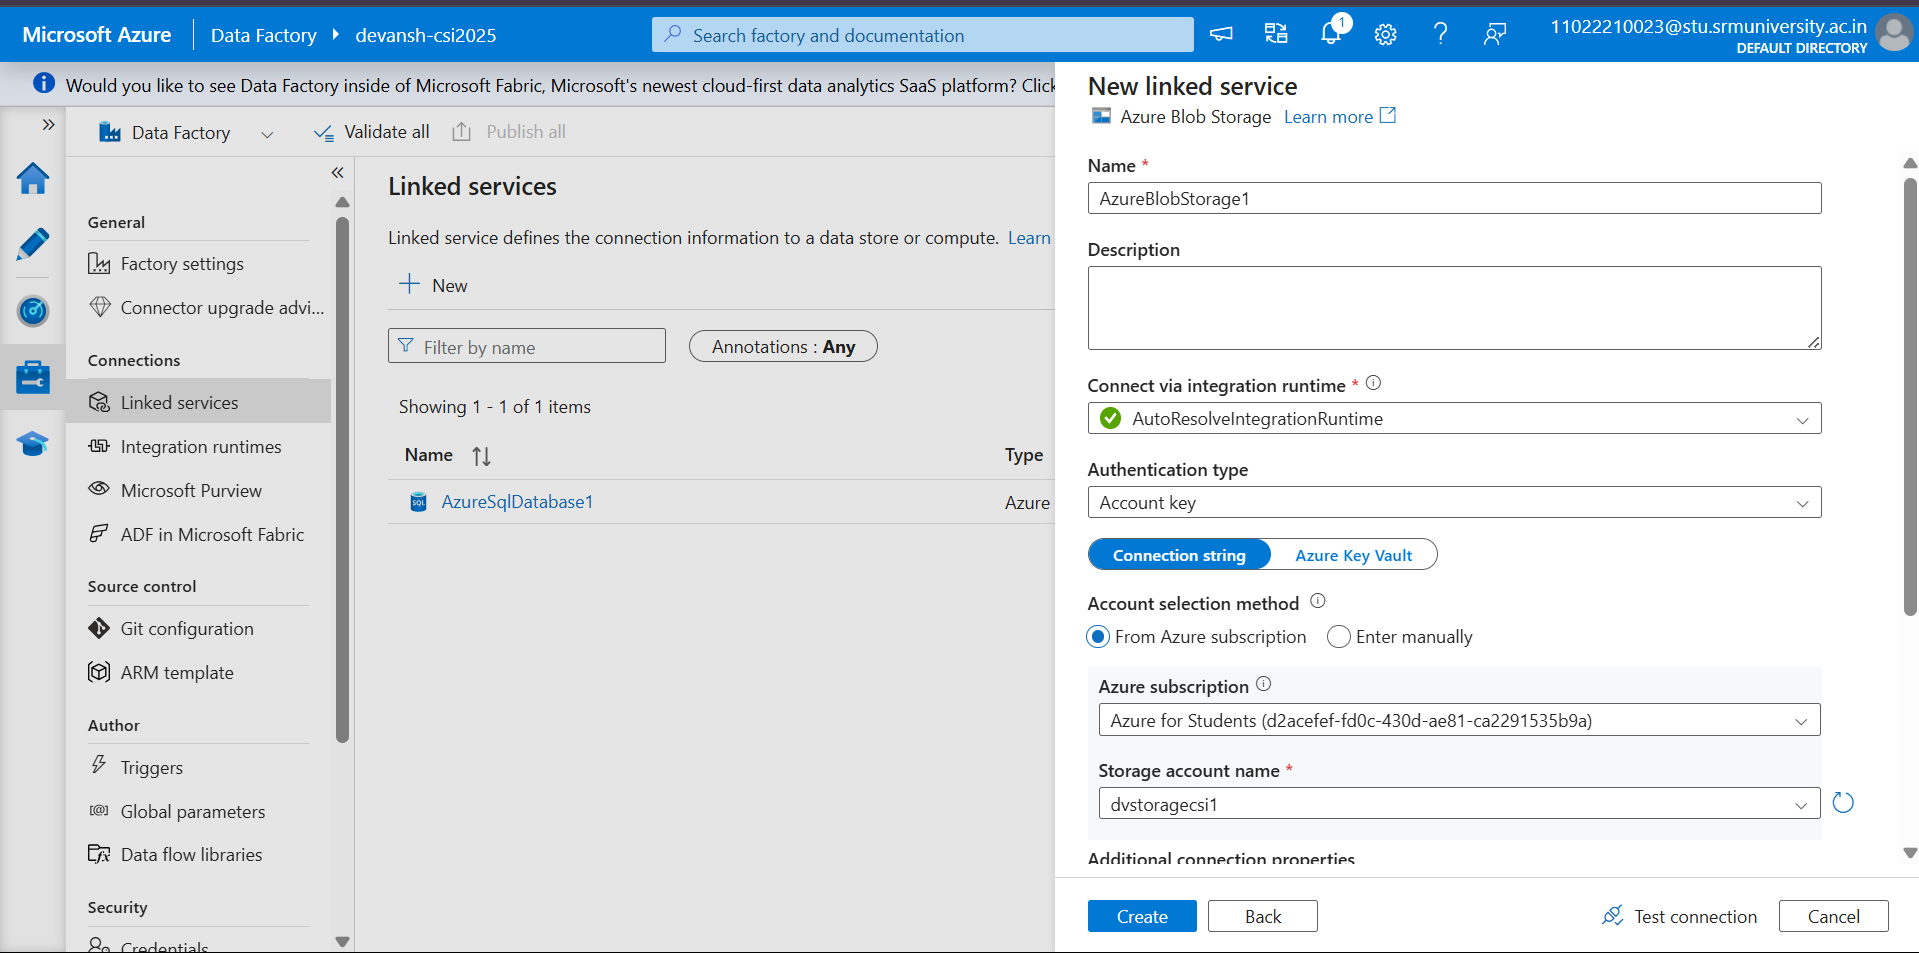 Microsoft Azure
Data Factory
devansh-csi2025
Search factory and documentation
1
11022210023@stu.srmuniversity.ac.in
DEFAULT DIRECTORY
Would you like to see Data Factory inside of Microsoft Fabric, Microsoft's newest cloud-first data analytics SaaS platform? Click
Data Factory
Validate all
Publish all
General
Factory settings
Connector upgrade advi...
Connections
Linked services
Integration runtimes
Microsoft Purview
ADF in Microsoft Fabric
Source control
Git configuration
ARM template
Author
Triggers
Global parameters
Data flow libraries
Security
Credentials
Linked services
Linked service defines the connection information to a data store or compute. Learn
New
Filter by name
Annotations : Any
Showing 1 - 1 of 1 items
Name
Type
SQL
AzureSqlDatabase1
Azure
New linked service
Azure Blob Storage Learn more
Name *
AzureBlobStorage1
Description
Connect via integration runtime *
AutoResolveIntegrationRuntime
Authentication type
Account key
Connection string
Azure Key Vault
Account selection method
From Azure subscription
Enter manually
Azure subscription
Azure for Students (d2acefef-fd0c-430d-ae81-ca2291535b9a)
Storage account name *
dvstoragecsi1
Additional connection properties
Create
Back
Test connection
Cancel